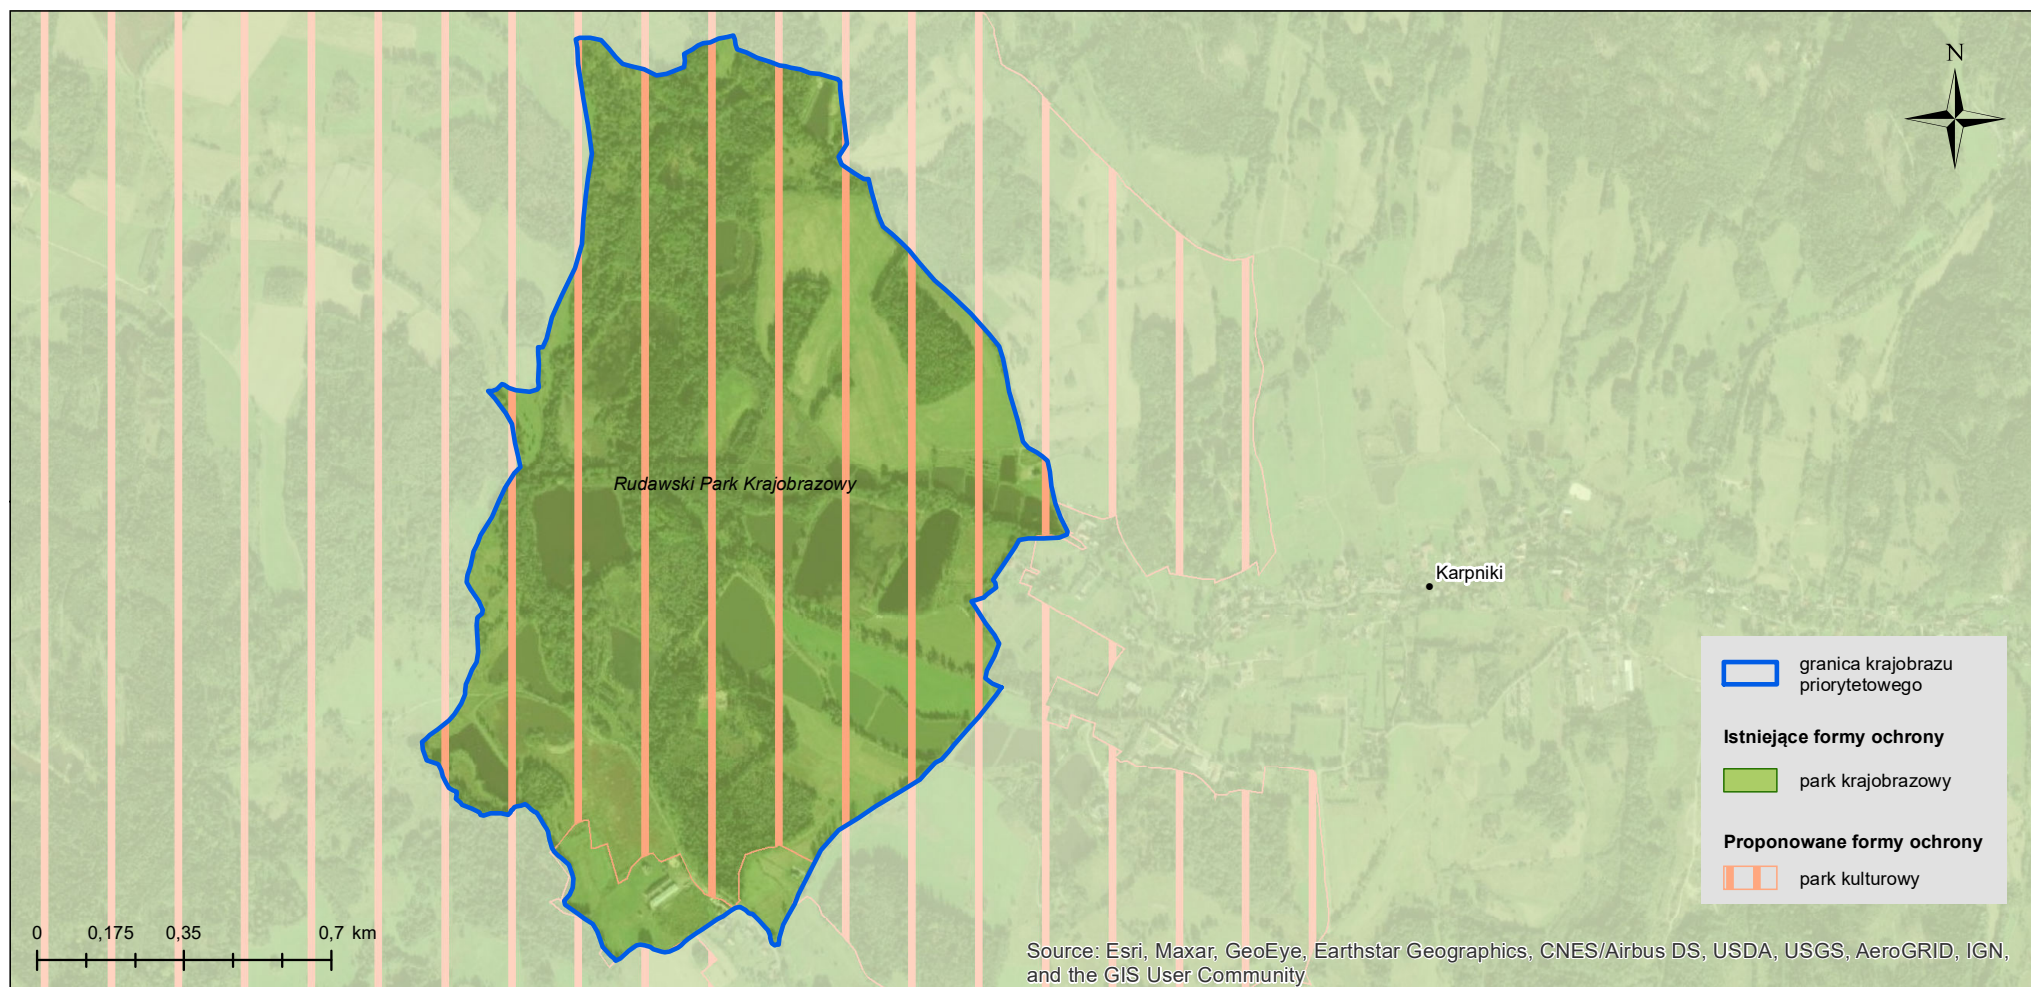 N
Rudawski Park Krajobrazowy
Karpniki
granica krajobrazu
priorytetowego
Istniejące formy ochrony
park krajobrazowy
Proponowane formy ochrony
park kulturowy
0 0,175 0,35 0,7 km
Source: Esri, Maxar, GeoEye, Earthstar Geographics, CNES/Airbus DS, USDA, USGS, AeroGRID, IGN,
and the GIS User Community